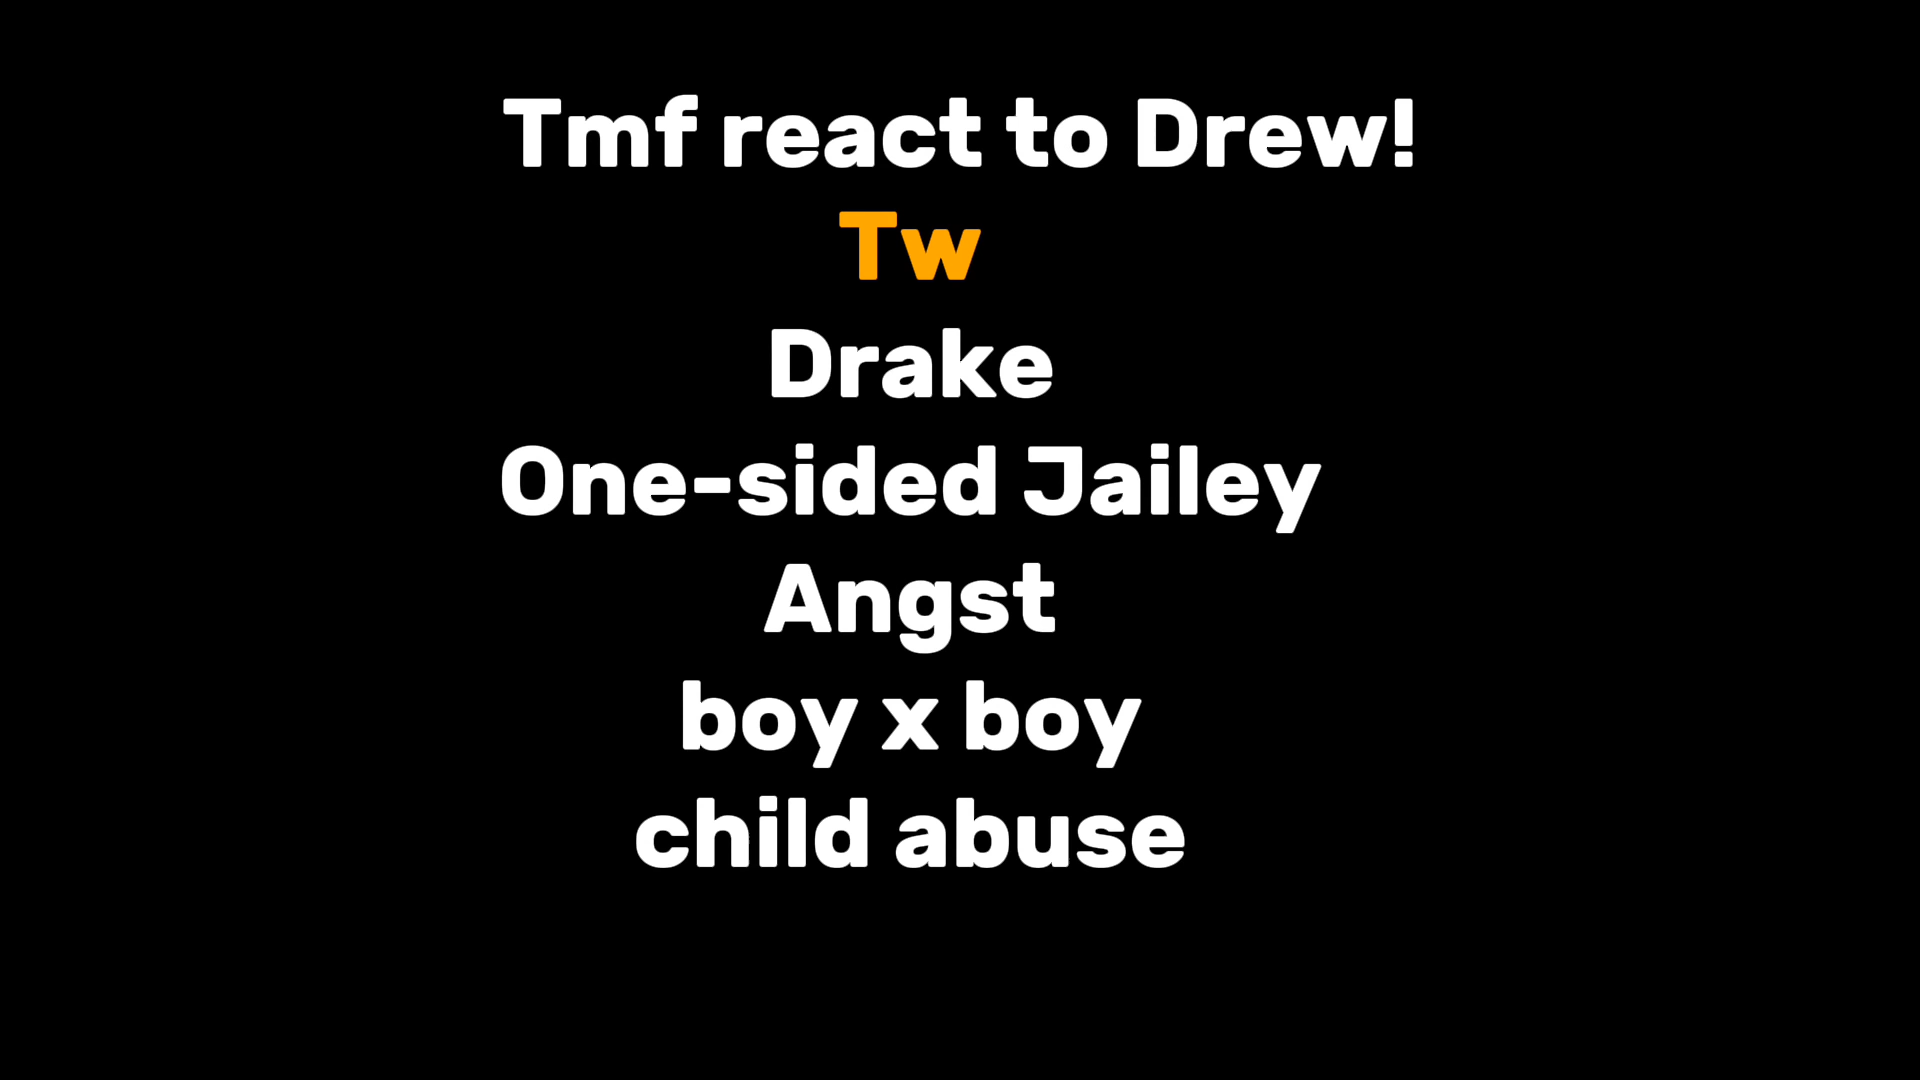 Tmf react to Drew!
Tw
Drake
One-sided Jailey
Angst
boy x boy
child abuse